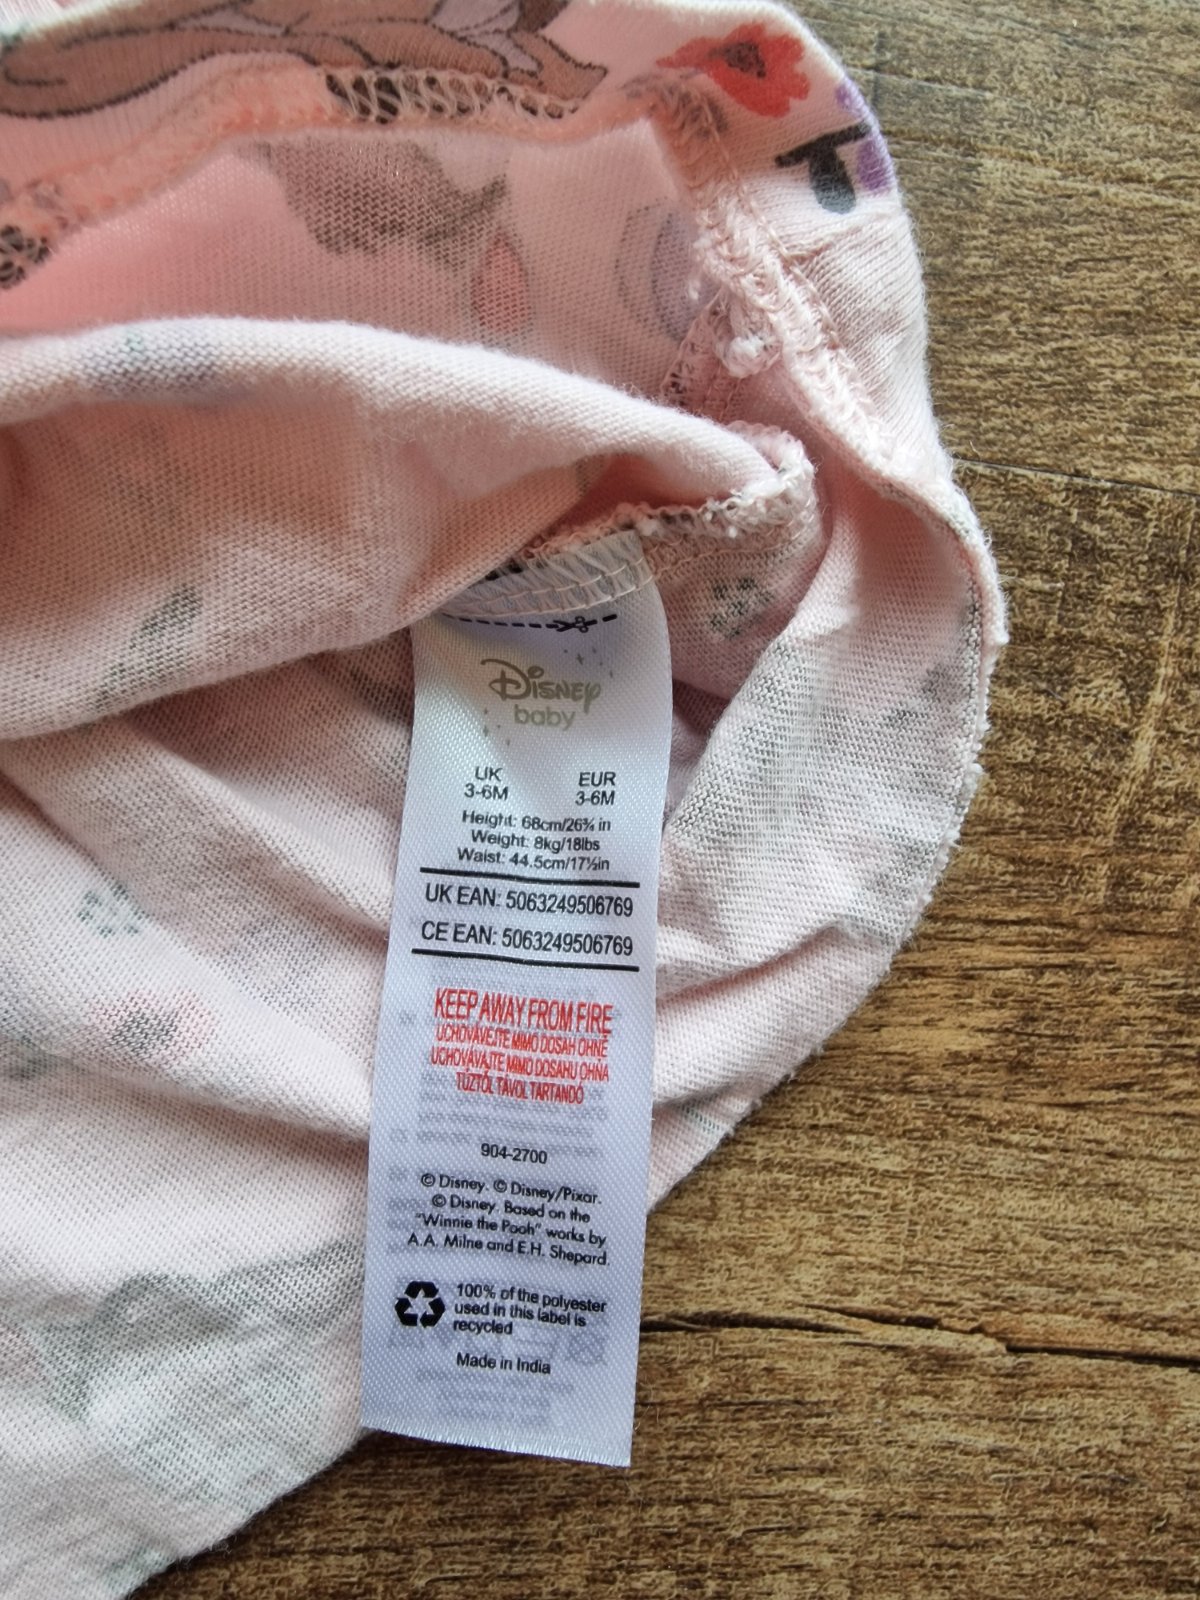 Disney
baby
UK EUR
3-6M 3-6M
Height: 68cm/26¾ in
Weight: 8kg/18lbs
Waist: 44.5cm/17½in
UK EAN: 5063249506769
CE EAN: 5063249506769
KEEP AWAY FROM FIRE
UCHOVÁVEJTE MIMO DOSAH OHNĚ
UCHOVÁVAJTE MIMO DOSAHU OHŇA
TŰZTŐL TÁVOL TARTANDÓ
904-2700
© Disney. © Disney/Pixar.
© Disney. Based on the
"Winnie the Pooh" works by
A.A. Milne and E.H. Shepard.
100% of the polyester
used in this label is
recycled
Made in India